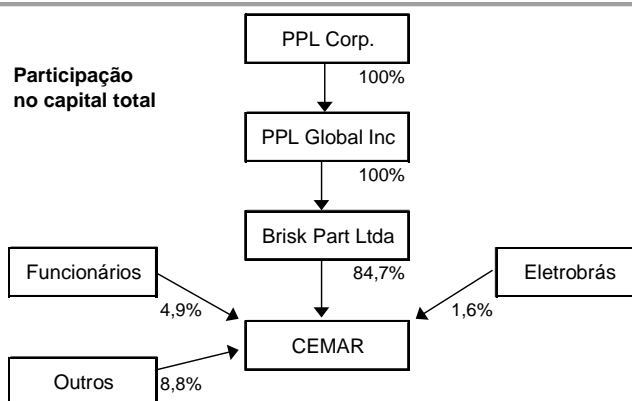 PPL Corp.
Participação
no capital total
100%
PPL Global Inc
100%
Brisk Part Ltda
Funcionários
84,7%
Eletrobrás
4,9%
1,6%
CEMAR
Outros
8,8%